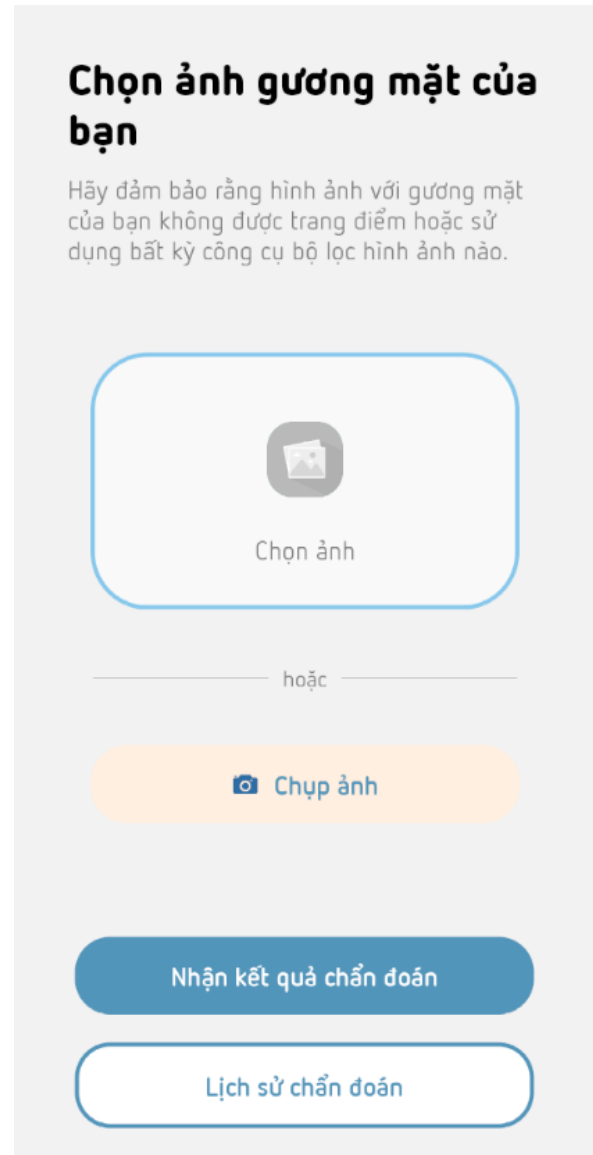 Chọn ảnh gương mặt của
bạn
Hãy đảm bảo rằng hình ảnh với gương mặt
của bạn không được trang điểm hoặc sử
dụng bất kỳ công cụ bộ lọc hình ảnh nào.
Chọn ảnh
hoặc
Chụp ảnh
Nhận kết quả chẩn đoán
Lịch sử chẩn đoán